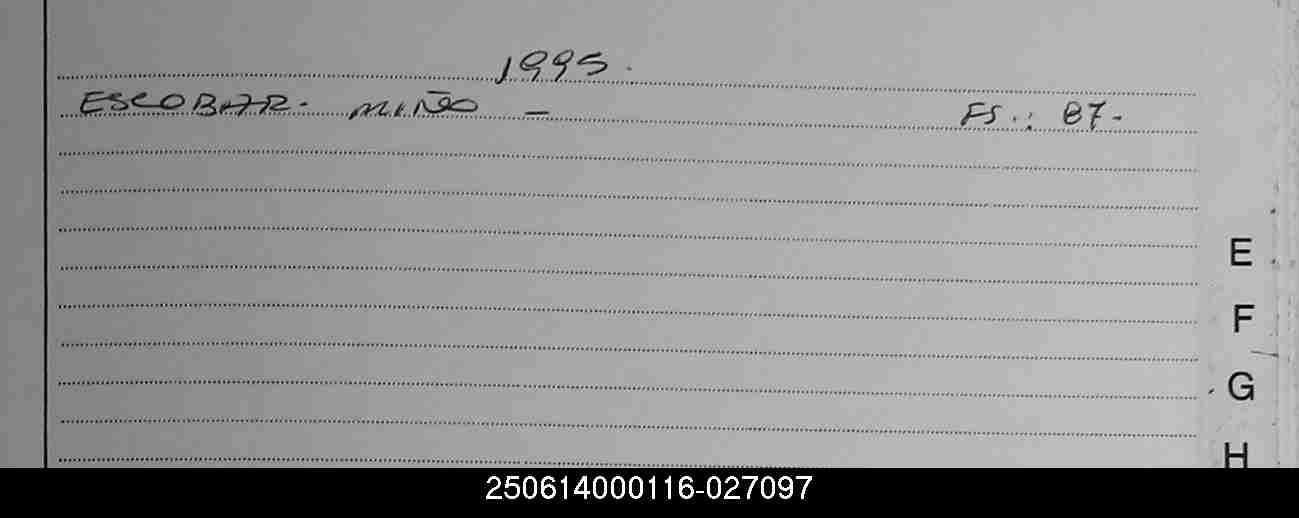 1995.
ESCOBAR. MIÑO — FS.: 87.-
E
F
G
H
250614000116-027097